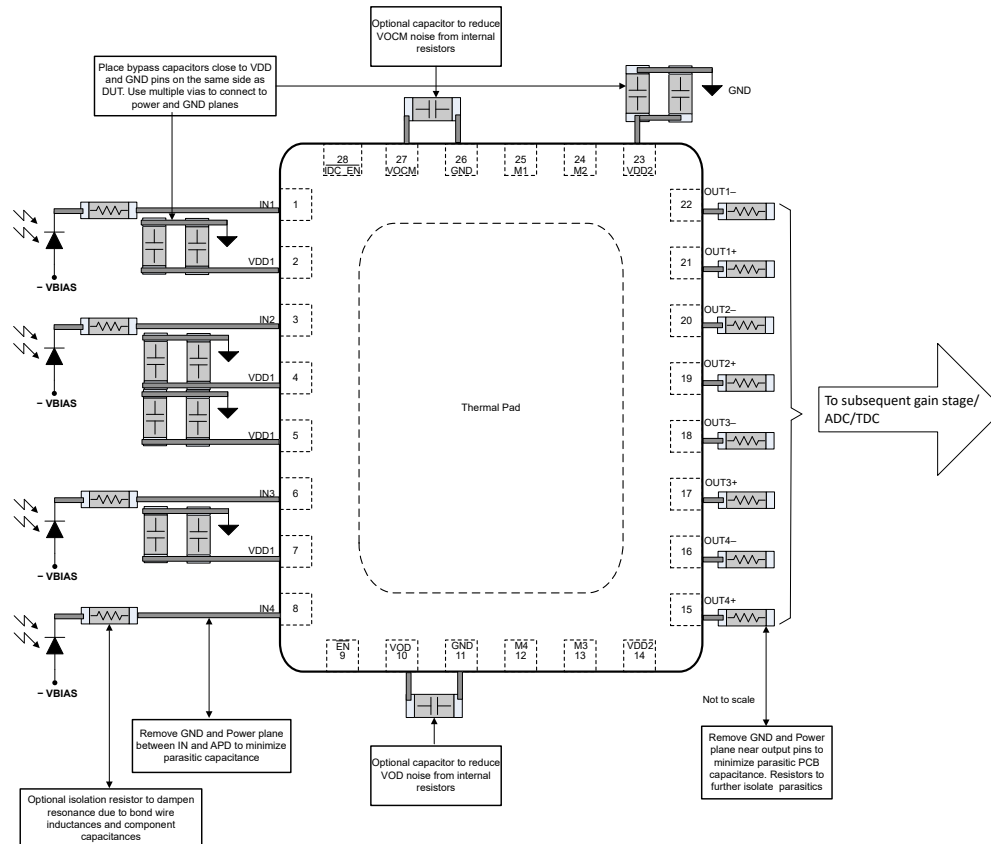 Optional capacitor to reduce
VOCM noise from internal
resistors
Place bypass capacitors close to VDD
and GND pins on the same side as
DUT. Use multiple vias to connect to
power and GND planes
GND
28
IDC_EN
27
VOCM
26
GND
25
M1
24
M2
23
VDD2
IN1
1
VDD1
2
– VBIAS
IN2
3
VDD1
4
– VBIAS
VDD1
5
IN3
6
VDD1
7
– VBIAS
IN4
8
– VBIAS
Thermal Pad
22
OUT1–
21
OUT1+
20
OUT2–
19
OUT2+
18
OUT3–
17
OUT3+
16
OUT4–
15
OUT4+
To subsequent gain stage/
ADC/TDC
EN
9
VOD
10
GND
11
M4
12
M3
13
VDD2
14
Not to scale
Remove GND and Power plane
between IN and APD to minimize
parasitic capacitance
Optional capacitor to reduce
VOD noise from internal
resistors
Remove GND and Power
plane near output pins to
minimize parasitic PCB
capacitance. Resistors to
further isolate parasitics
Optional isolation resistor to dampen
resonance due to bond wire
inductances and component
capacitances